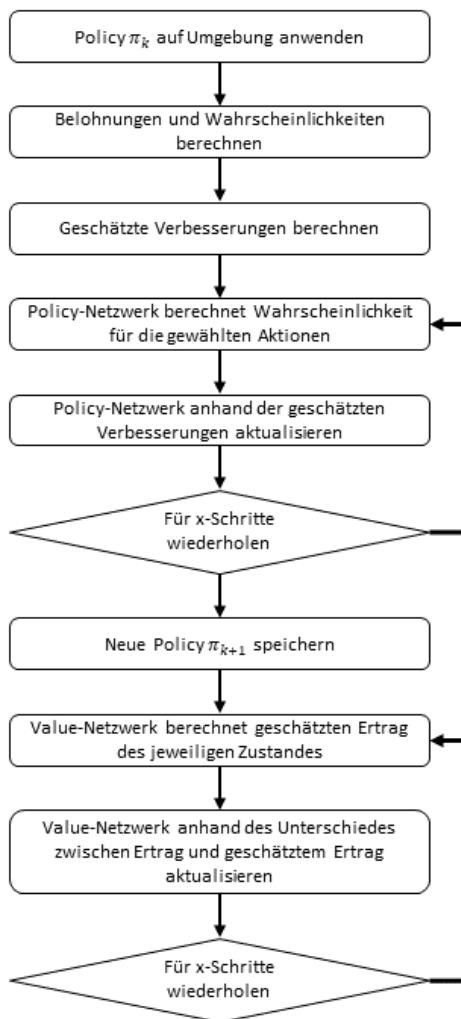 Policy πₖ auf Umgebung anwenden
Belohnungen und Wahrscheinlichkeiten
berechnen
Geschätzte Verbesserungen berechnen
Policy-Netzwerk berechnet Wahrscheinlichkeit
für die gewählten Aktionen
Policy-Netzwerk anhand der geschätzten
Verbesserungen aktualisieren
Für x-Schritte
wiederholen
Neue Policy πₖ₊₁ speichern
Value-Netzwerk berechnet geschätzten Ertrag
des jeweiligen Zustandes
Value-Netzwerk anhand des Unterschiedes
zwischen Ertrag und geschätztem Ertrag
aktualisieren
Für x-Schritte
wiederholen